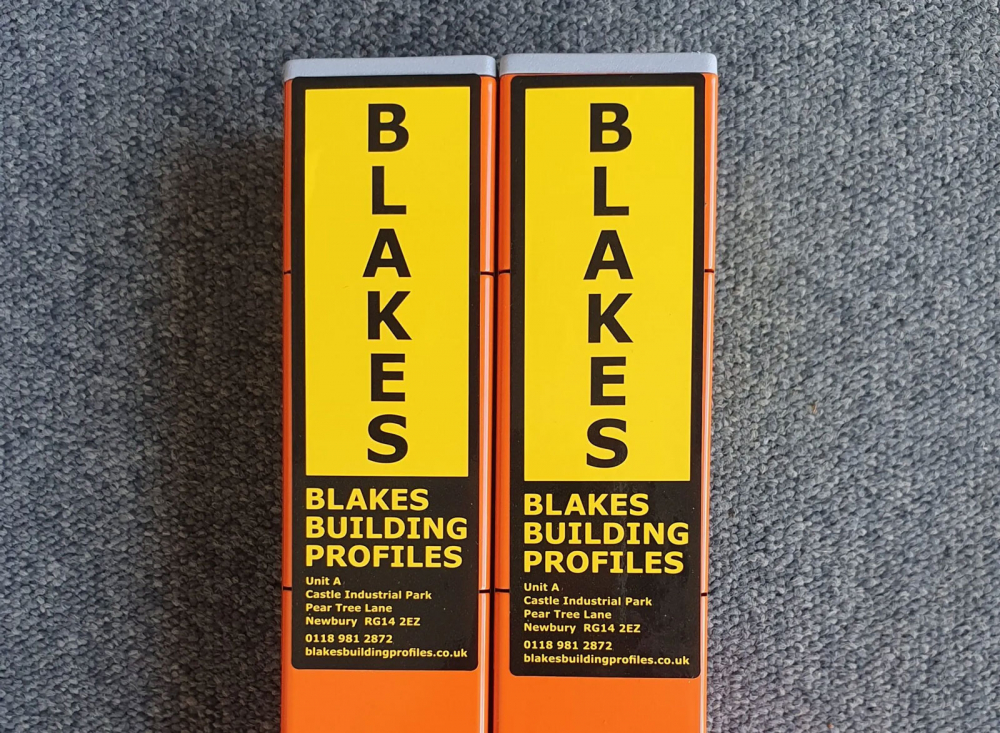 B
L
A
K
E
S
BLAKES
BUILDING
PROFILES
Unit A
Castle Industrial Park
Pear Tree Lane
Newbury RG14 2EZ
0118 981 2872
blakesbuildingprofiles.co.uk
B
L
A
K
E
S
BLAKES
BUILDING
PROFILES
Unit A
Castle Industrial Park
Pear Tree Lane
Newbury RG14 2EZ
0118 981 2872
blakesbuildingprofiles.co.uk